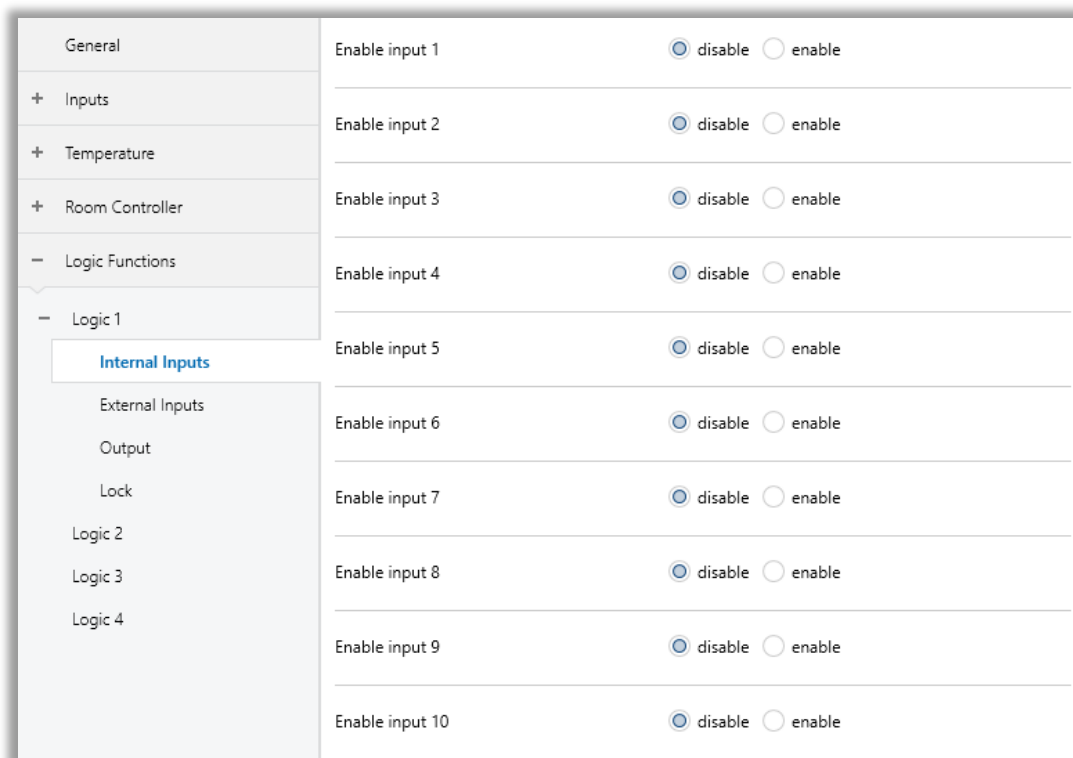 General
+ Inputs
+ Temperature
+ Room Controller
− Logic Functions
− Logic 1
Internal Inputs
External Inputs
Output
Lock
Logic 2
Logic 3
Logic 4
Enable input 1 disable enable
Enable input 2 disable enable
Enable input 3 disable enable
Enable input 4 disable enable
Enable input 5 disable enable
Enable input 6 disable enable
Enable input 7 disable enable
Enable input 8 disable enable
Enable input 9 disable enable
Enable input 10 disable enable